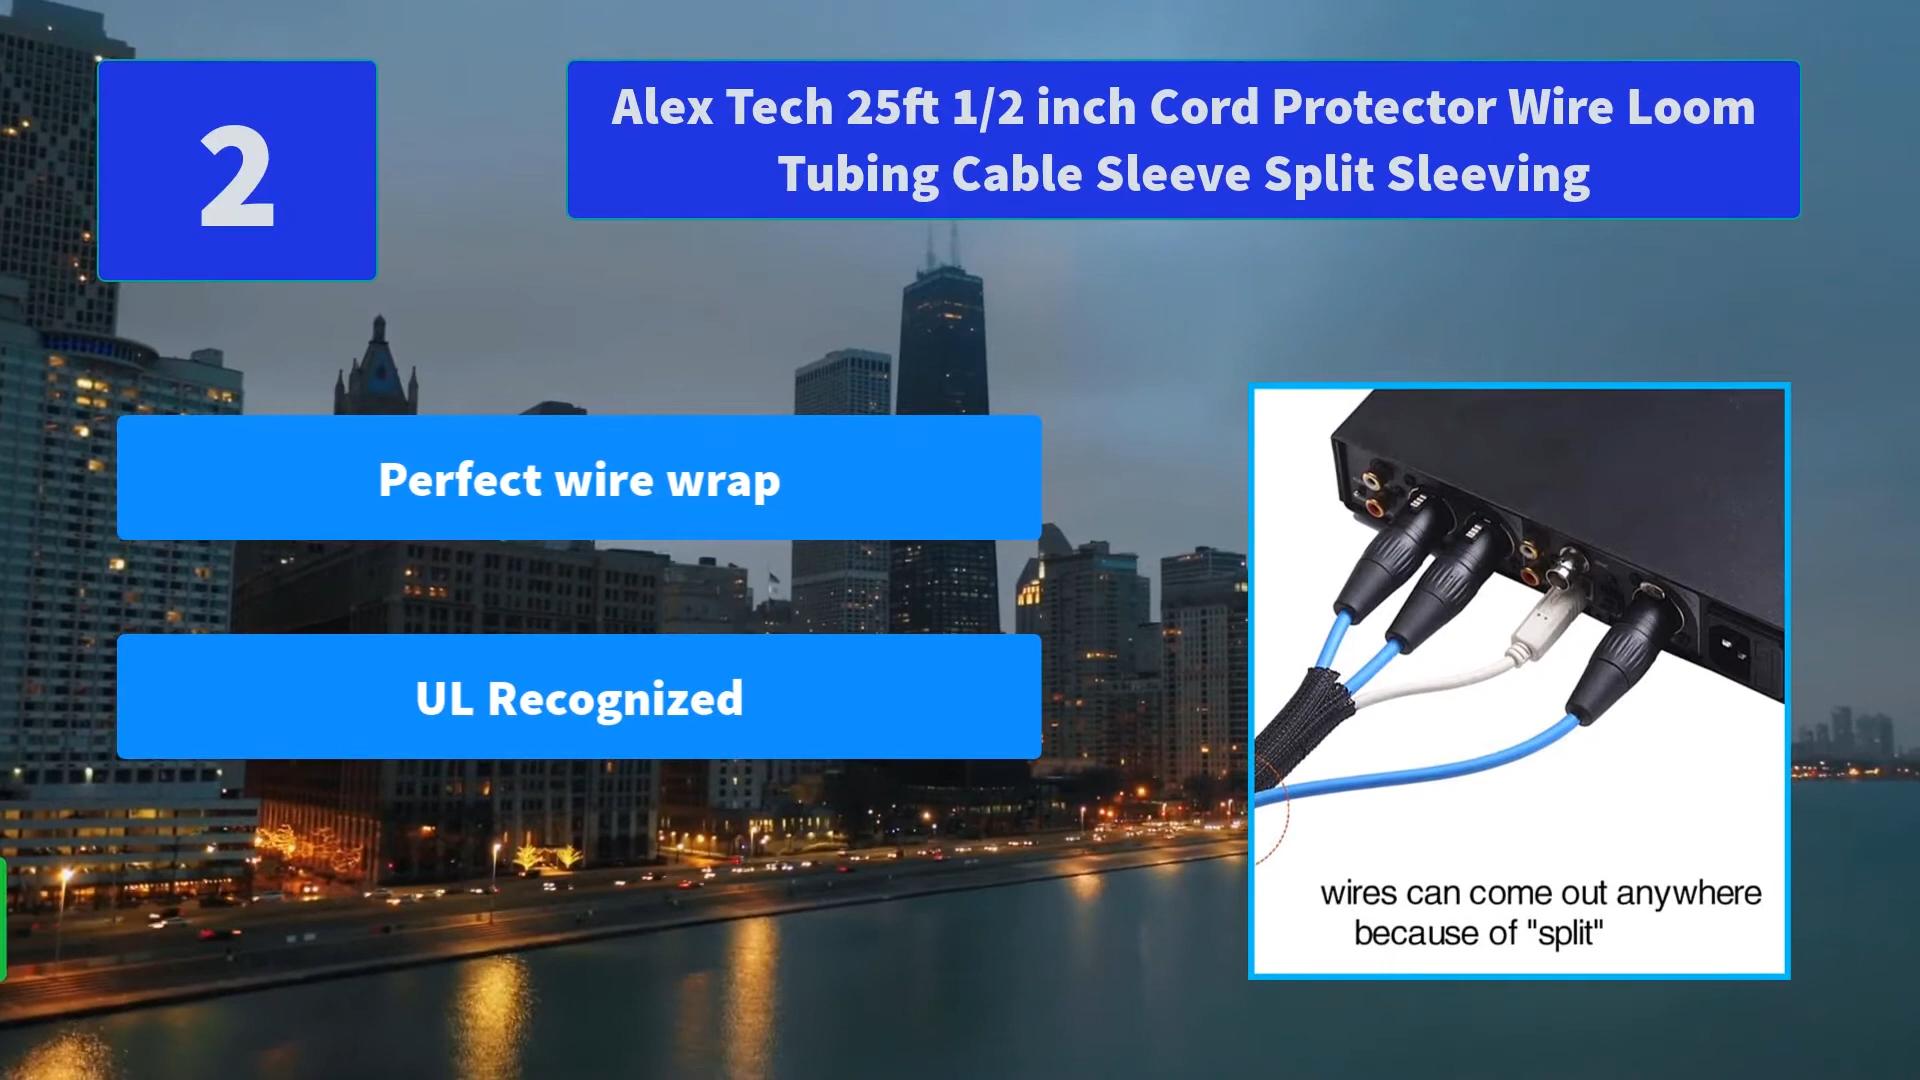 2
Alex Tech 25ft 1/2 inch Cord Protector Wire Loom
Tubing Cable Sleeve Split Sleeving
Perfect wire wrap
UL Recognized
wires can come out anywhere
because of "split"